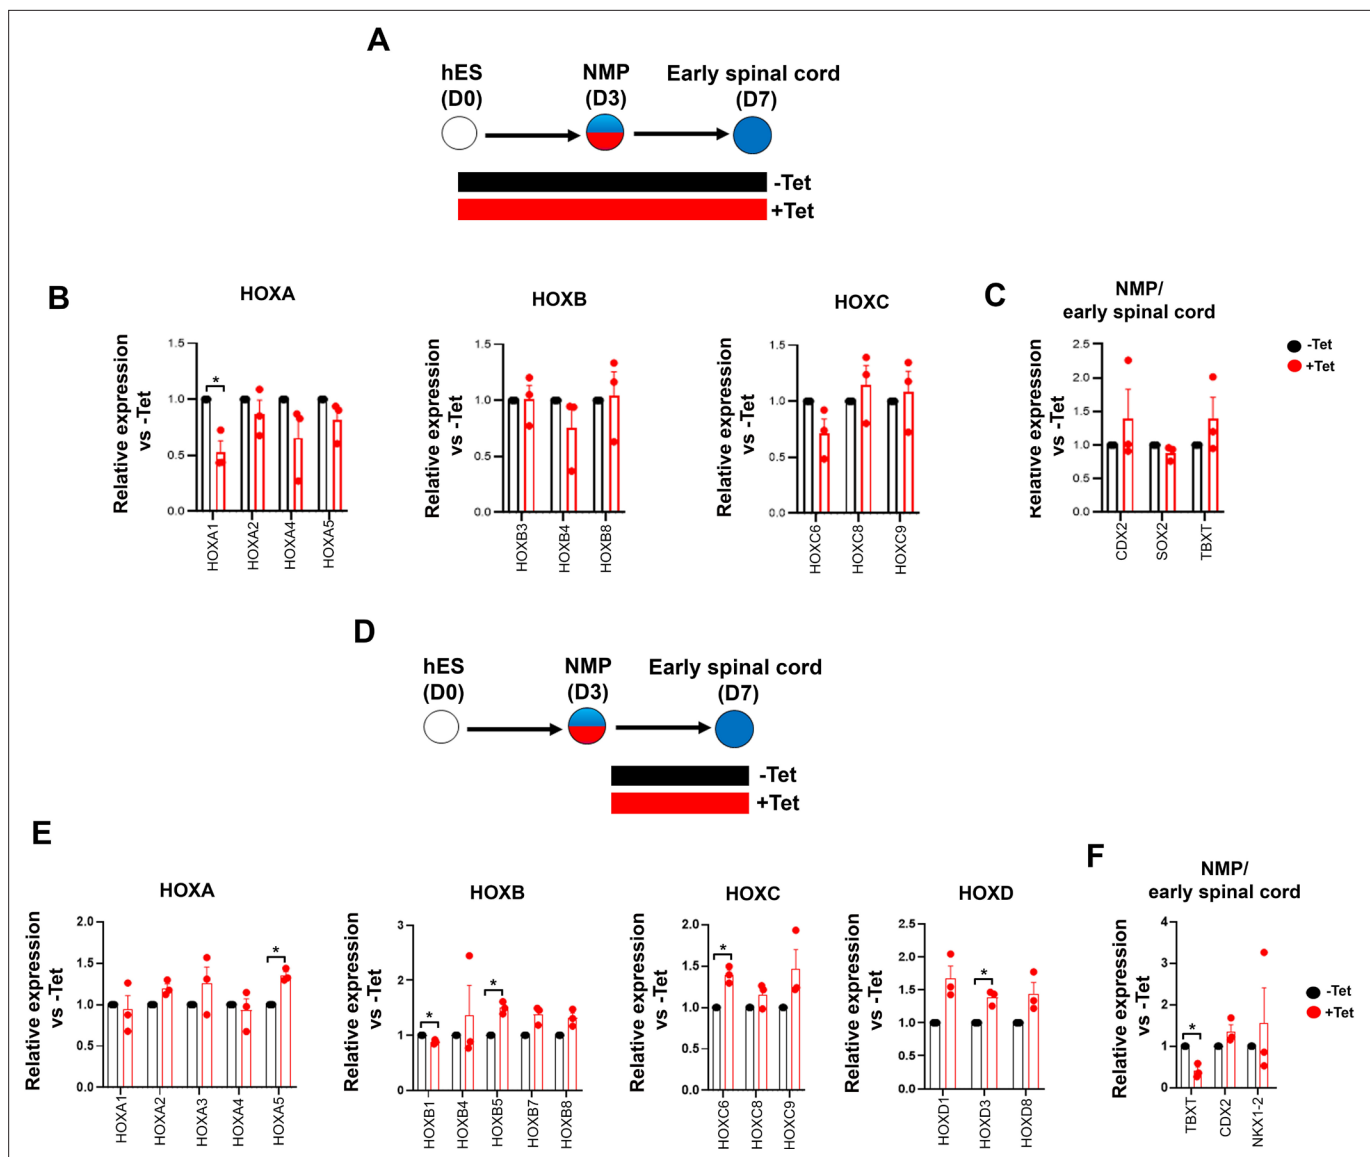 A
hES
(D0)
NMP
(D3)
Early spinal cord
(D7)
-Tet
+Tet
B
HOXA
Relative expression
vs -Tet
1.5
1.0
0.5
0.0
*
HOXA1
HOXA2
HOXA4
HOXA5
HOXB
Relative expression
vs -Tet
1.5
1.0
0.5
0.0
HOXB3
HOXB4
HOXB8
HOXC
Relative expression
vs -Tet
1.5
1.0
0.5
0.0
HOXC6
HOXC8
HOXC9
C
NMP/
early spinal cord
Relative expression
vs -Tet
2.5
2.0
1.5
1.0
0.5
0.0
CDX2
SOX2
TBXT
-Tet
+Tet
D
hES
(D0)
NMP
(D3)
Early spinal cord
(D7)
-Tet
+Tet
E
HOXA
Relative expression
vs -Tet
2.0
1.5
1.0
0.5
0.0
*
HOXA1
HOXA2
HOXA3
HOXA4
HOXA5
HOXB
Relative expression
vs -Tet
3
2
1
0
*
*
HOXB1
HOXB4
HOXB5
HOXB7
HOXB8
HOXC
Relative expression
vs -Tet
2.0
1.5
1.0
0.5
0.0
*
HOXC6
HOXC8
HOXC9
HOXD
Relative expression
vs -Tet
2.5
2.0
1.5
1.0
0.5
0.0
*
HOXD1
HOXD3
HOXD8
F
NMP/
early spinal cord
Relative expression
vs -Tet
4
3
2
1
0
*
TBXT
CDX2
NKX1-2
-Tet
+Tet